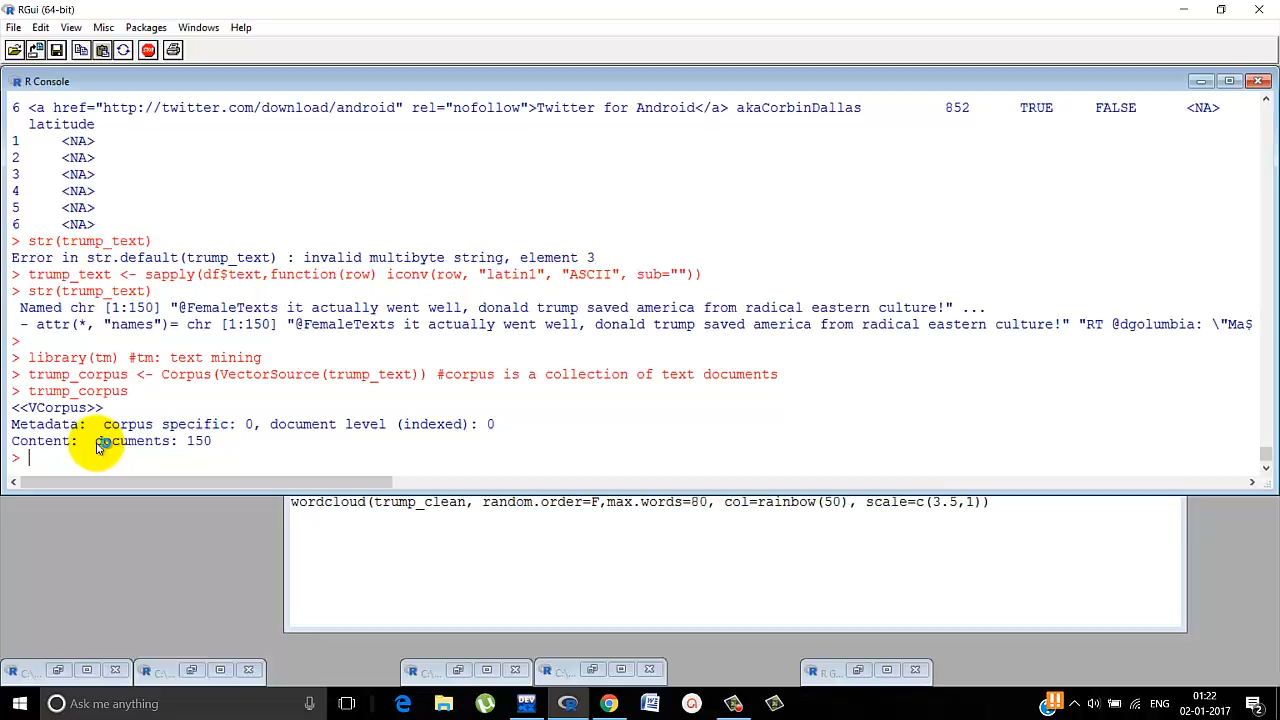 RGui (64-bit)
File Edit View Misc Packages Windows Help
STOP
R Console
6 <a href="http://twitter.com/download/android" rel="nofollow">Twitter for Android</a> akaCorbinDallas 852 TRUE FALSE <NA>
latitude
1 <NA>
2 <NA>
3 <NA>
4 <NA>
5 <NA>
6 <NA>
> str(trump_text)
Error in str.default(trump_text) : invalid multibyte string, element 3
> trump_text <- sapply(df$text,function(row) iconv(row, "latin1", "ASCII", sub=""))
> str(trump_text)
Named chr [1:150] "@FemaleTexts it actually went well, donald trump saved america from radical eastern culture!" ...
- attr(*, "names")= chr [1:150] "@FemaleTexts it actually went well, donald trump saved america from radical eastern culture!" "RT @dgolumbia: \"Ma$
>
> library(tm) #tm: text mining
> trump_corpus <- Corpus(VectorSource(trump_text)) #corpus is a collection of text documents
> trump_corpus
<<VCorpus>>
Metadata: corpus specific: 0, document level (indexed): 0
Content: documents: 150
>
wordcloud(trump_clean, random.order=F,max.words=80, col=rainbow(50), scale=c(3.5,1))
C:\... C:\... C:\... C:\... R G...
Ask me anything
DEV
ENG
01:22
02-01-2017
2